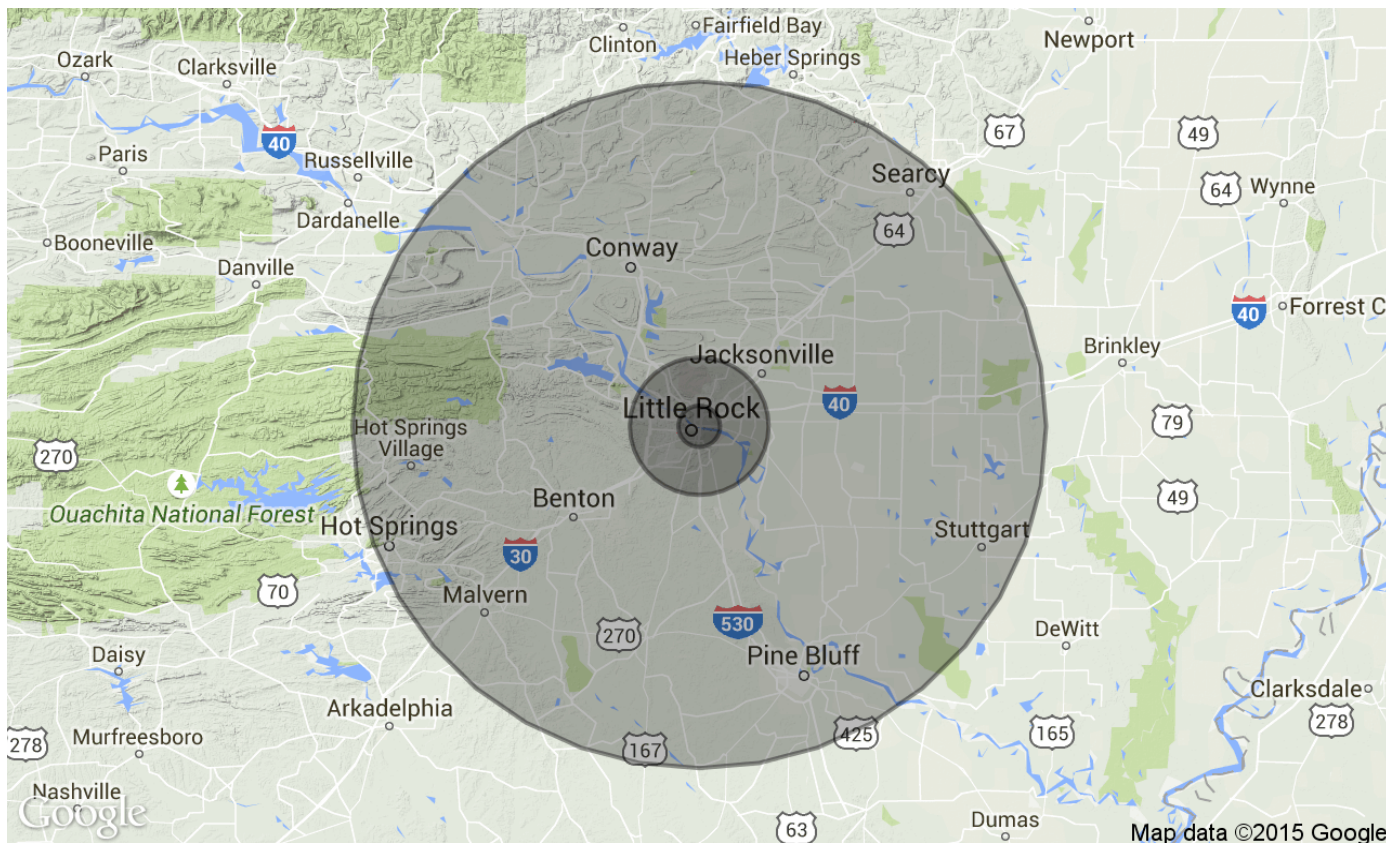 Fairfield Bay
Clinton
Newport
Ozark
Clarksville
Heber Springs
40
67
49
Paris
Russellville
Searcy
64
Wynne
Dardanelle
64
Booneville
Conway
Danville
40
Forrest C
Jacksonville
Brinkley
40
Little Rock
79
Hot Springs
Village
270
49
Benton
Ouachita National Forest
Hot Springs
Stuttgart
30
70
Malvern
530
270
DeWitt
Pine Bluff
Daisy
Clarksdale
Arkadelphia
278
425
165
Murfreesboro
278
167
Nashville
Google
Dumas
63
Map data ©2015 Google